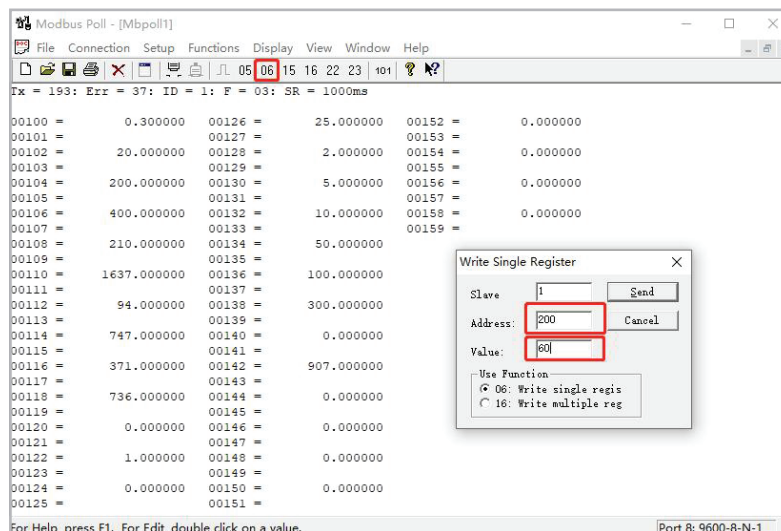 Modbus Poll - [Mbpoll1]
File Connection Setup Functions Display View Window Help
05 06 15 16 22 23 101
Tx = 193: Err = 37: ID = 1: F = 03: SR = 1000ms
00100 = 0.300000 00126 = 25.000000 00152 = 0.000000
00101 = 00127 = 00153 =
00102 = 20.000000 00128 = 2.000000 00154 = 0.000000
00103 = 00129 = 00155 =
00104 = 200.000000 00130 = 5.000000 00156 = 0.000000
00105 = 00131 = 00157 =
00106 = 400.000000 00132 = 10.000000 00158 = 0.000000
00107 = 00133 = 00159 =
00108 = 210.000000 00134 = 50.000000
00109 = 00135 =
00110 = 1637.000000 00136 = 100.000000
00111 = 00137 =
00112 = 94.000000 00138 = 300.000000
00113 = 00139 =
00114 = 747.000000 00140 = 0.000000
00115 = 00141 =
00116 = 371.000000 00142 = 907.000000
00117 = 00143 =
00118 = 736.000000 00144 = 0.000000
00119 = 00145 =
00120 = 0.000000 00146 = 0.000000
00121 = 00147 =
00122 = 1.000000 00148 = 0.000000
00123 = 00149 =
00124 = 0.000000 00150 = 0.000000
00125 = 00151 =
Write Single Register
Slave 1 Send
Address: 200 Cancel
Value: 60
Use Function
06: Write single regis
16: Write multiple reg
For Help, press F1. For Edit, double click on a value. Port 8: 9600-8-N-1